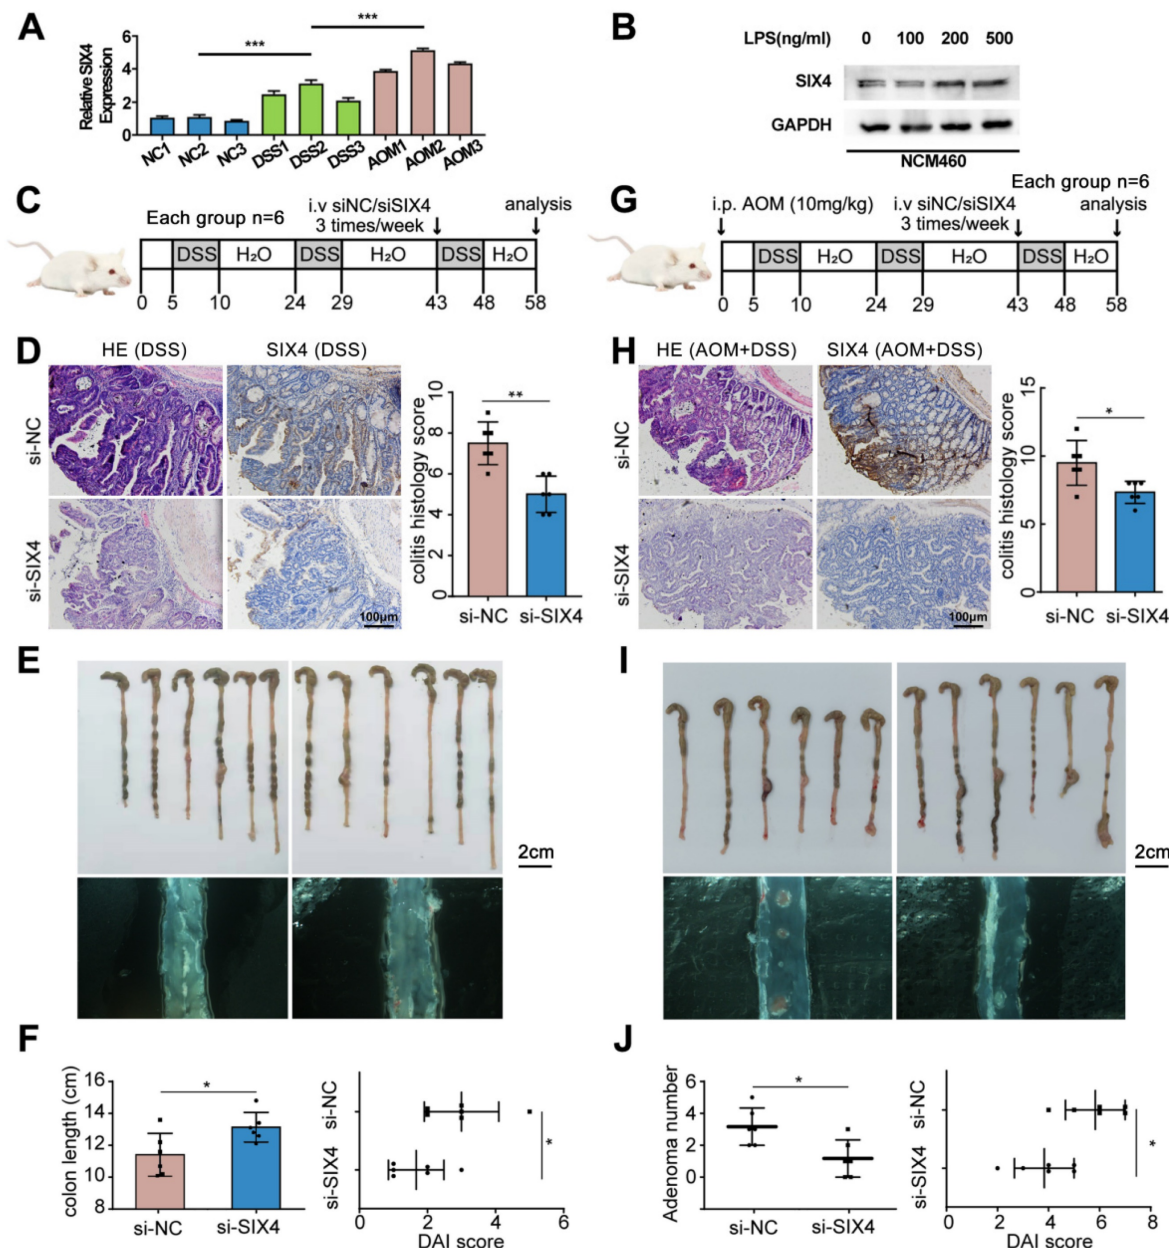 A
Relative SIX4
Expression
6
4
2
0
***
***
NC1
NC2
NC3
DSS1
DSS2
DSS3
AOM1
AOM2
AOM3
B
LPS(ng/ml) 0 100 200 500
SIX4
GAPDH
NCM460
C
Each group n=6
i.v siNC/siSIX4
3 times/week
analysis
DSS H₂O DSS H₂O DSS H₂O
0 5 10 24 29 43 48 58
G
Each group n=6
i.p. AOM (10mg/kg)
i.v siNC/siSIX4
3 times/week
analysis
DSS H₂O DSS H₂O DSS H₂O
0 5 10 24 29 43 48 58
D
HE (DSS) SIX4 (DSS)
si-NC
si-SIX4
100μm
colitis histology score
10
8
6
4
2
0
**
si-NC si-SIX4
H
HE (AOM+DSS) SIX4 (AOM+DSS)
si-NC
si-SIX4
100μm
colitis histology score
15
10
5
0
*
si-NC si-SIX4
E
2cm
I
2cm
F
colon length (cm)
16
14
12
10
8
*
si-NC si-SIX4
si-NC
si-SIX4
*
0 2 4 6
DAI score
J
Adenoma number
6
4
2
0
*
si-NC si-SIX4
si-NC
si-SIX4
*
0 2 4 6 8
DAI score